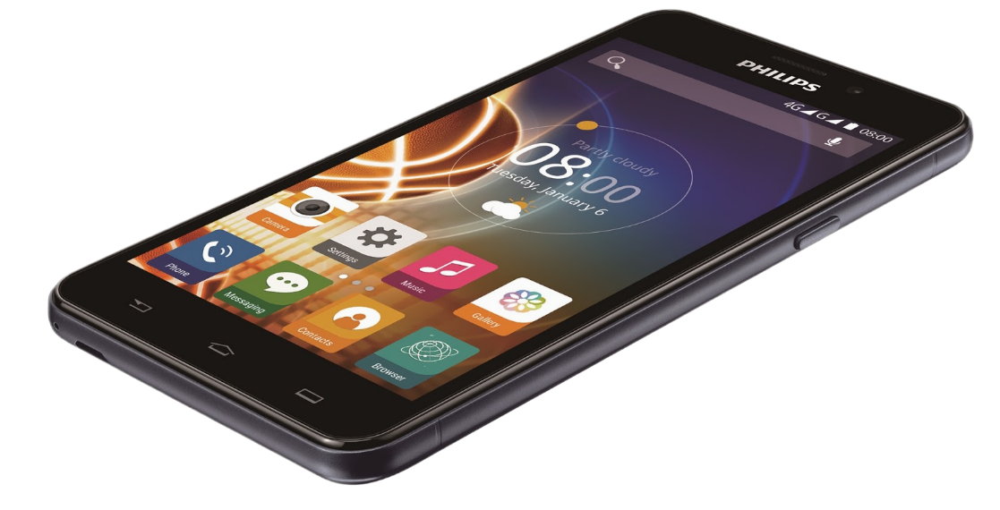 PHILIPS
4G G 08:00
Partly cloudy
08:00
Tuesday, January 6
Camera
Settings
Music
Gallery
Phone
Messaging
Contacts
Browser